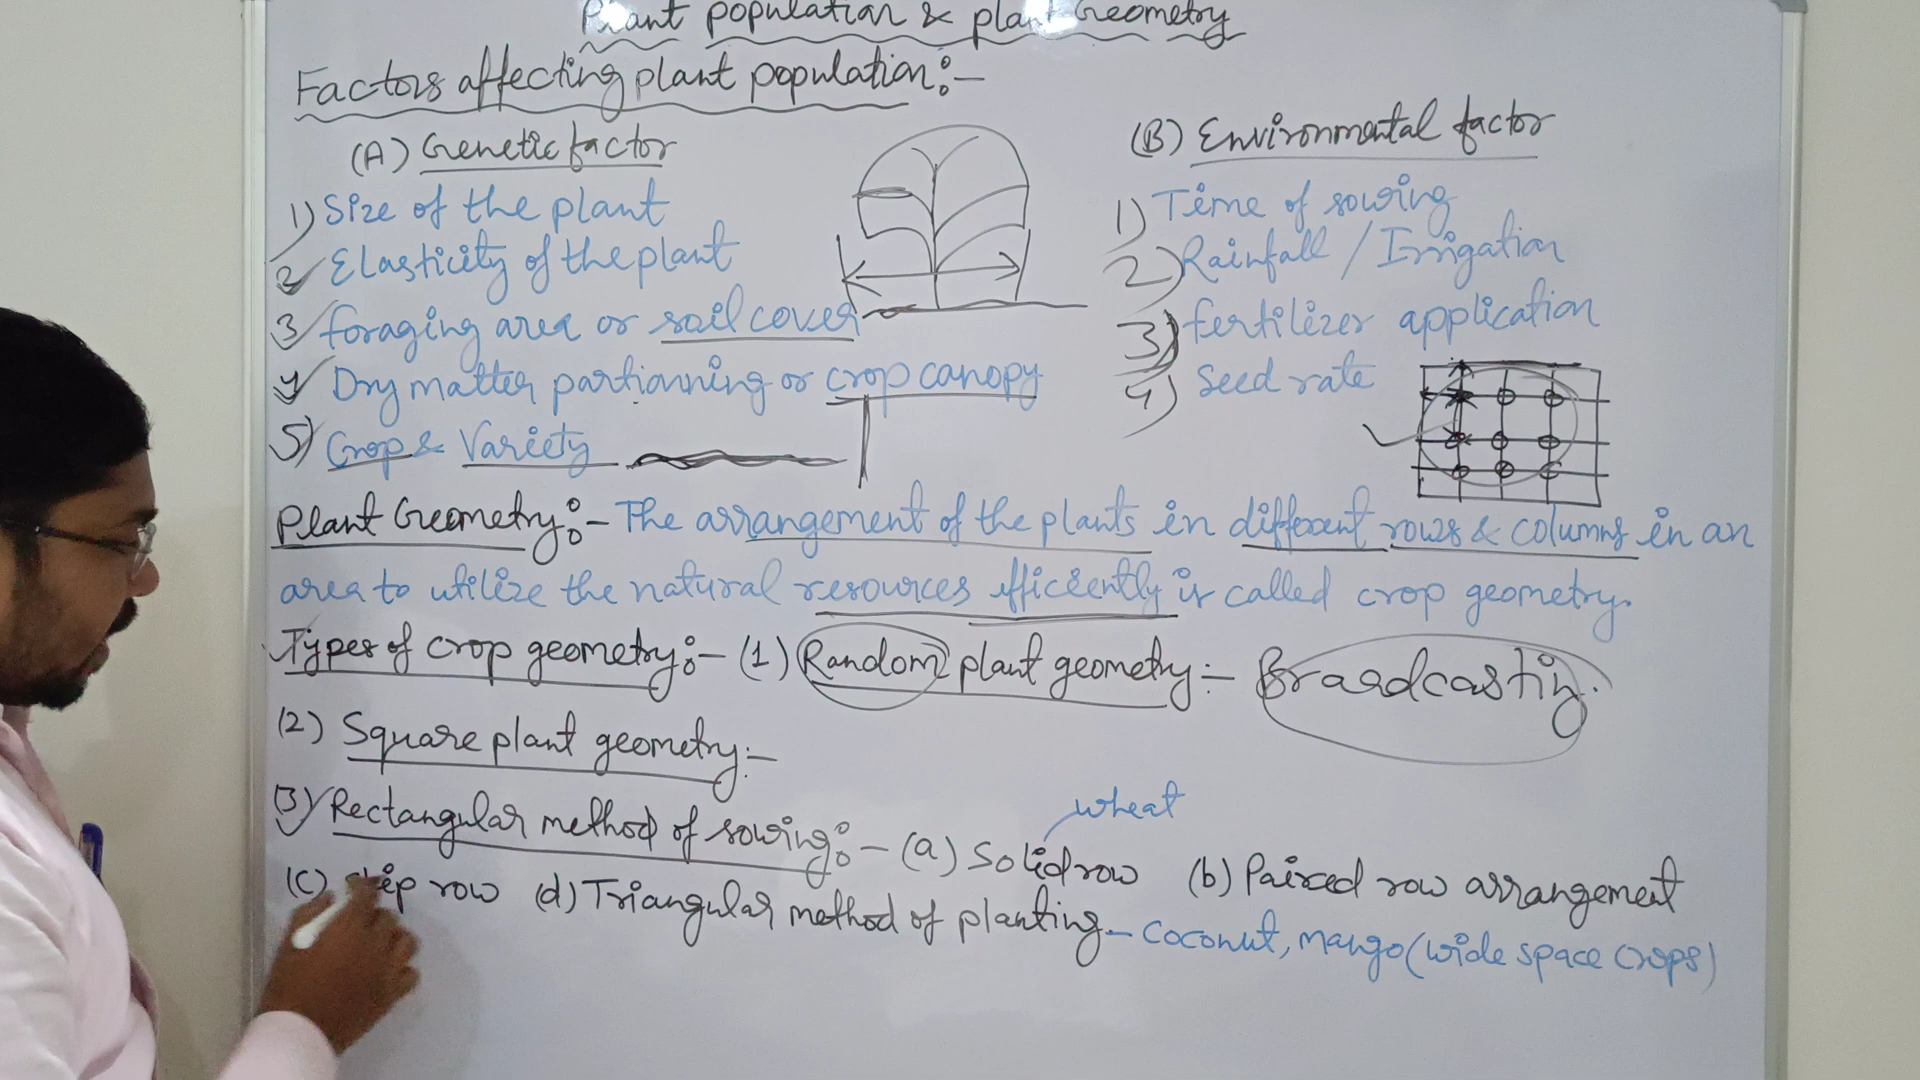 Plant population & plant Geometry
Factors affecting plant population:-
(A) Genetic factor
1) Size of the plant
2 Elasticity of the plant
3 foraging area or soil cover
4 Dry matter partionning or crop canopy
5) Crop & Variety
(B) Environmental factor
1) Time of sowing
2) Rainfall / Irrigation
3) fertilizer application
4) Seed rate
Plant Geometry:- The arrangement of the plants in different rows & columns in an
area to utilize the natural resources efficiently is called crop geometry.
Types of crop geometry:- (1) Random plant geometry:- Braodcasting.
(2) Square plant geometry:-
wheat
(3) Rectangular method of sowing:- (a) Solid row (b) Paired row arrangement
(c) Skip row (d) Triangular method of planting - Coconut, Mango (wide space crops)